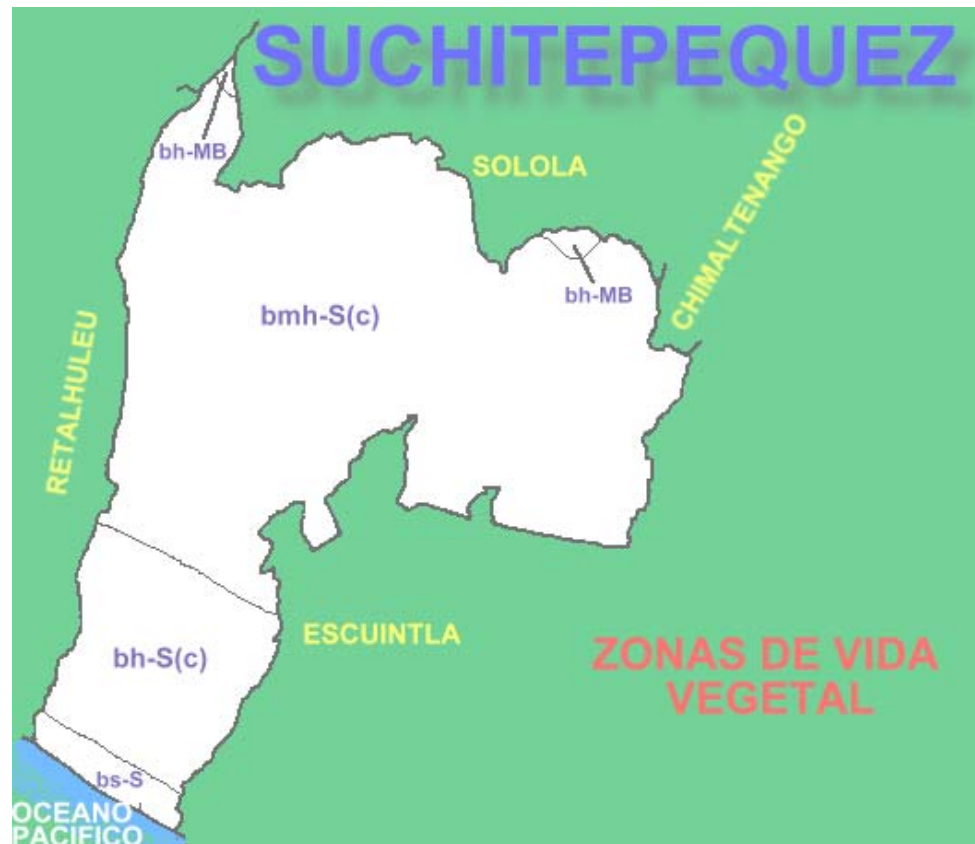 SUCHITEPEQUEZ
bh-MB
SOLOLA
CHIMALTENANGO
bh-MB
bmh-S(c)
RETALHULEU
ESCUINTLA
bh-S(c)
ZONAS DE VIDA
VEGETAL
bs-S
OCEANO
PACIFICO